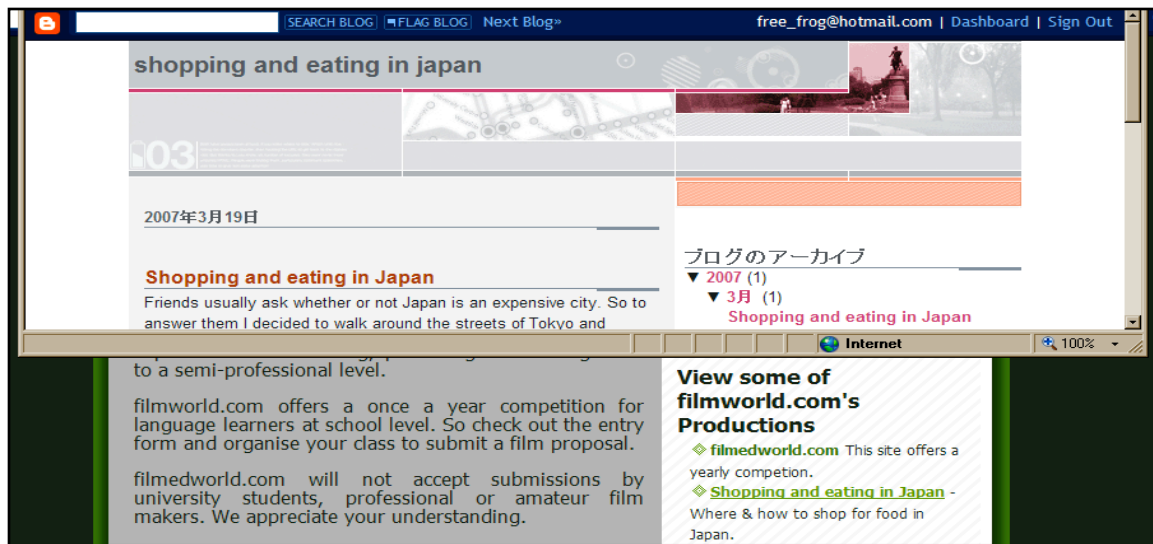 SEARCH BLOG FLAG BLOG Next Blog» free_frog@hotmail.com | Dashboard | Sign Out
shopping and eating in japan
03
2007年3月19日
Shopping and eating in Japan
Friends usually ask whether or not Japan is an expensive city. So to
answer them I decided to walk around the streets of Tokyo and
ブログのアーカイブ
▼ 2007 (1)
▼ 3月 (1)
Shopping and eating in Japan
Internet 100%
to a semi-professional level.
filmworld.com offers a once a year competition for
language learners at school level. So check out the entry
form and organise your class to submit a film proposal.
filmedworld.com will not accept submissions by
university students, professional or amateur film
makers. We appreciate your understanding.
View some of
filmworld.com's
Productions
filmedworld.com This site offers a
yearly competion.
Shopping and eating in Japan -
Where & how to shop for food in
Japan.